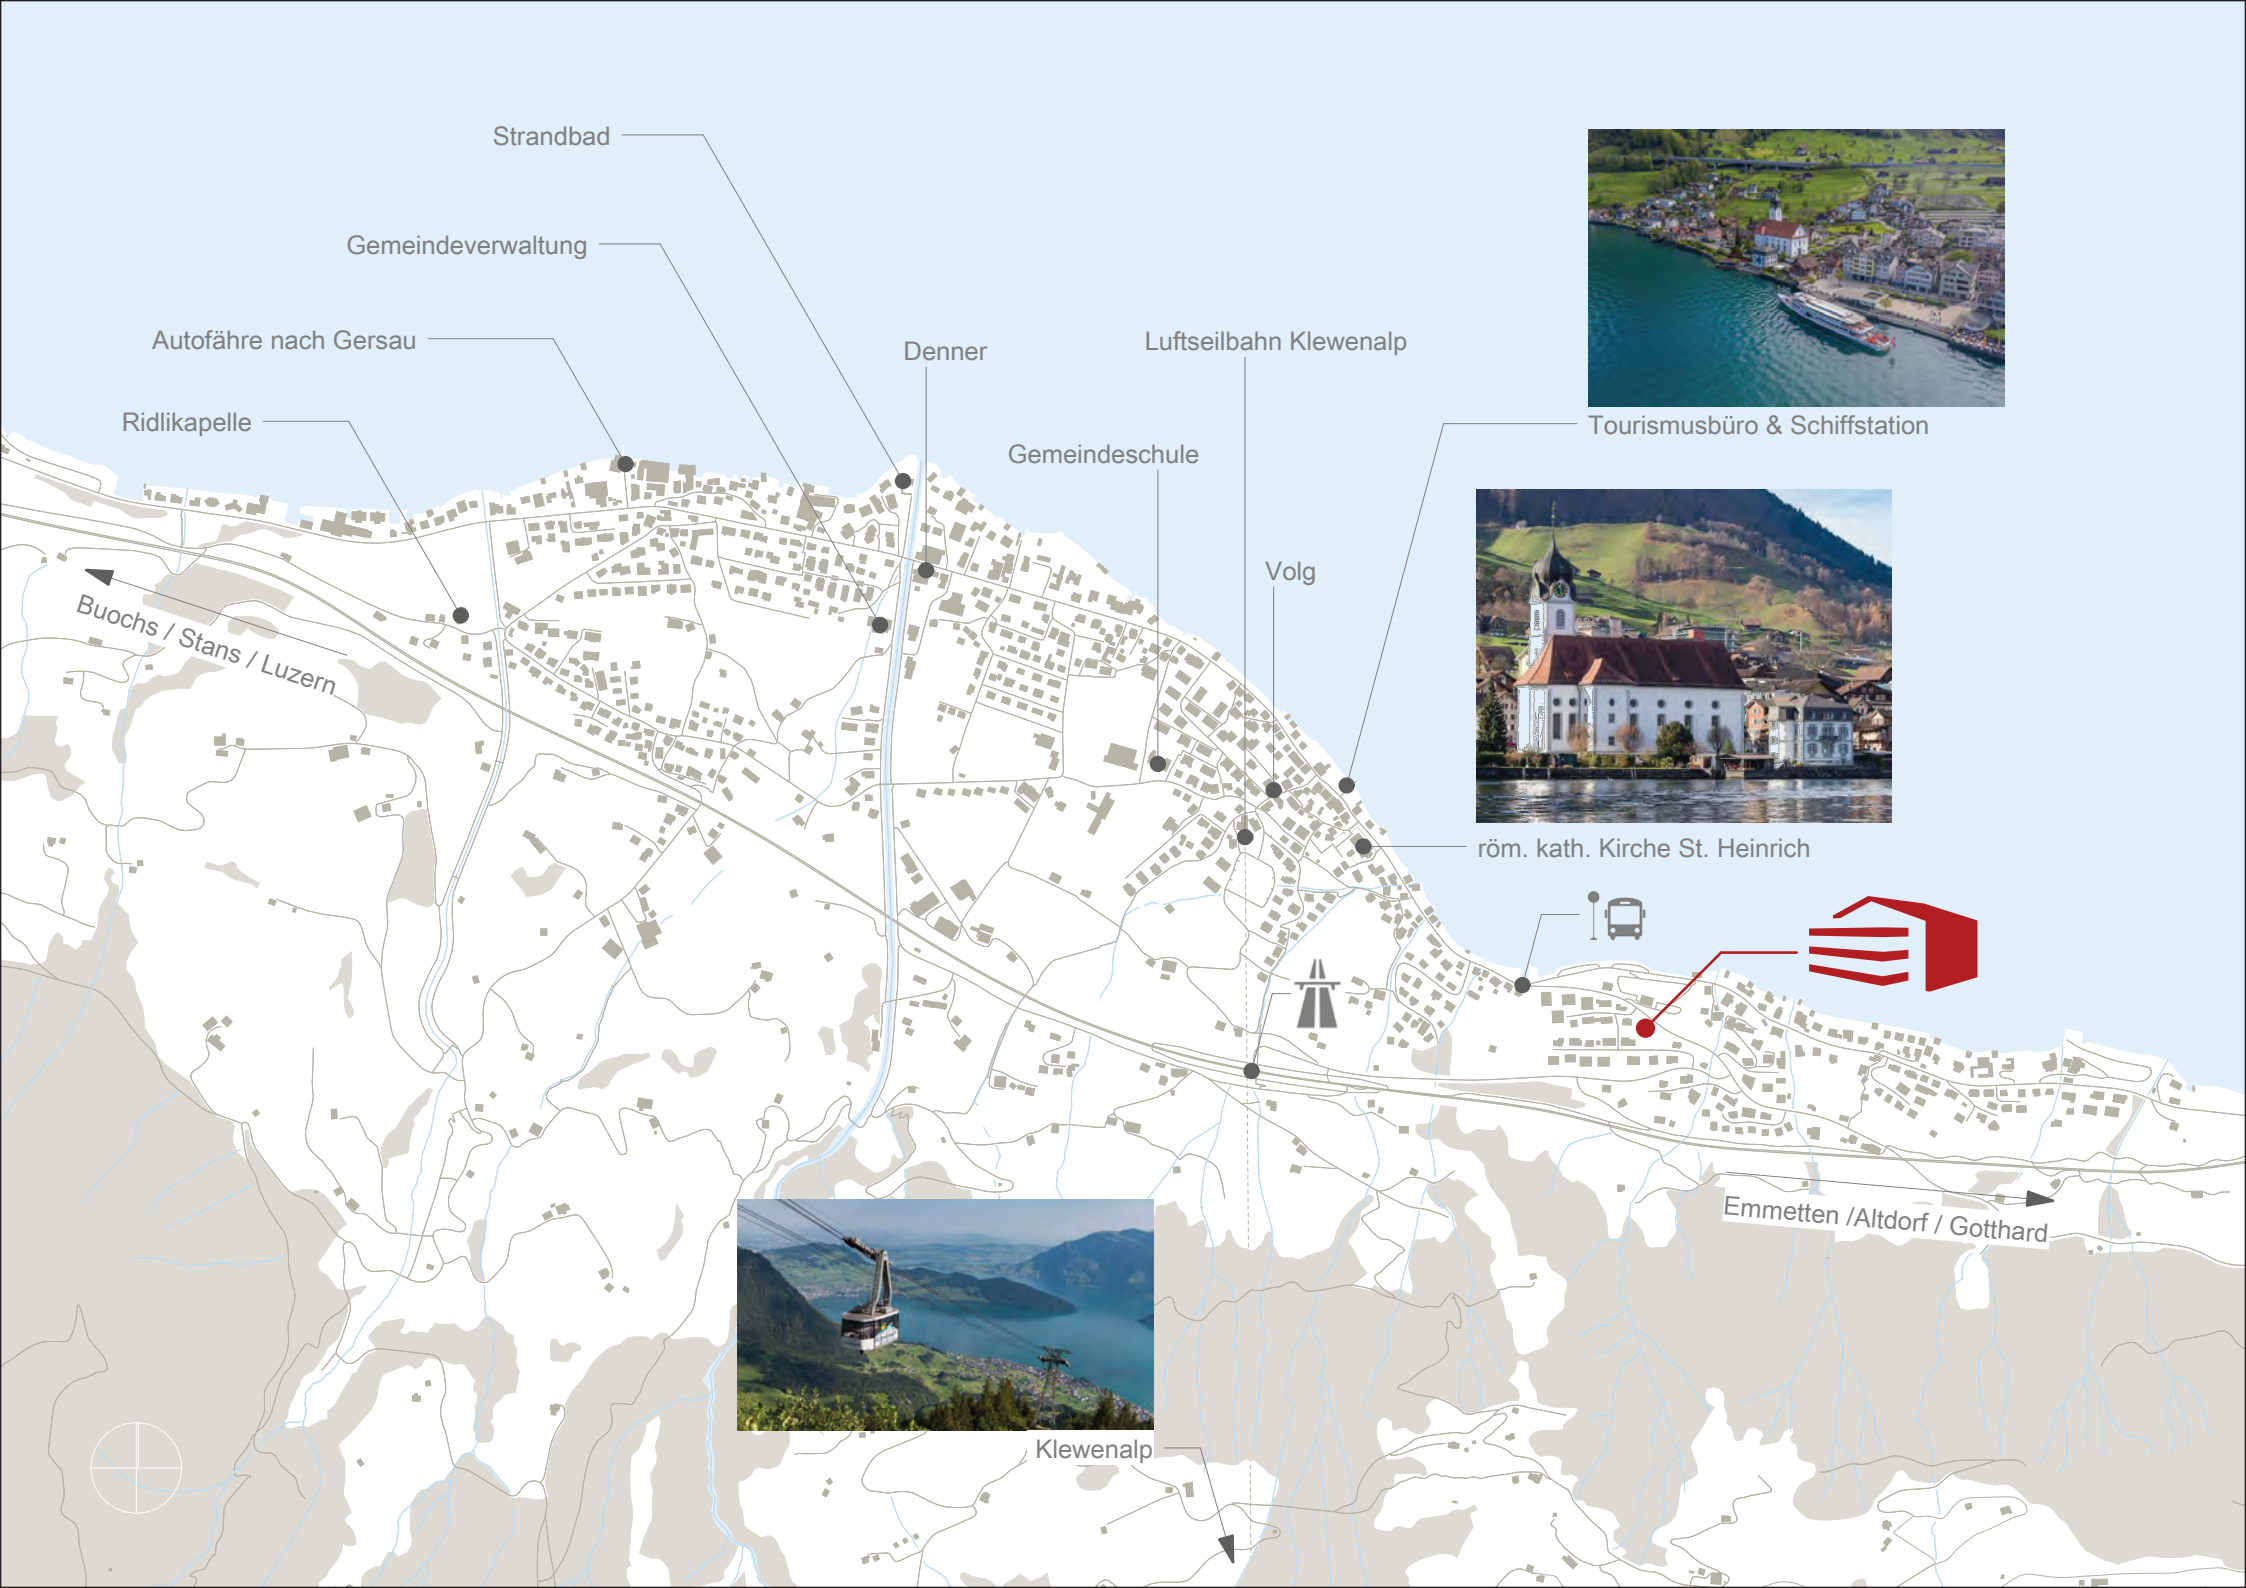 Strandbad
Gemeindeverwaltung
Autofähre nach Gersau
Denner
Luftseilbahn Klewenalp
Ridlikapelle
Tourismusbüro & Schiffstation
Gemeindeschule
Volg
Buochs / Stans / Luzern
röm. kath. Kirche St. Heinrich
Emmetten /Altdorf / Gotthard
Klewenalp